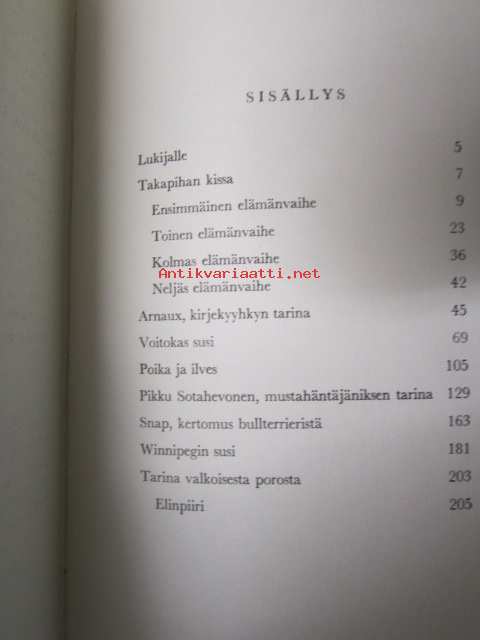 SISÄLLYS
Lukijalle 5
Takapihan kissa 7
Ensimmäinen elämänvaihe 9
Toinen elämänvaihe 23
Kolmas elämänvaihe 36
Antikvariaatti.net
Neljäs elämänvaihe 42
Arnaux, kirjekyyhkyn tarina 45
Voitokas susi 69
Poika ja ilves 105
Pikku Sotahevonen, mustahäntäjäniksen tarina 129
Snap, kertomus bullterrieristä 163
Winnipegin susi 181
Tarina valkoisesta porosta 203
Elinpiiri 205